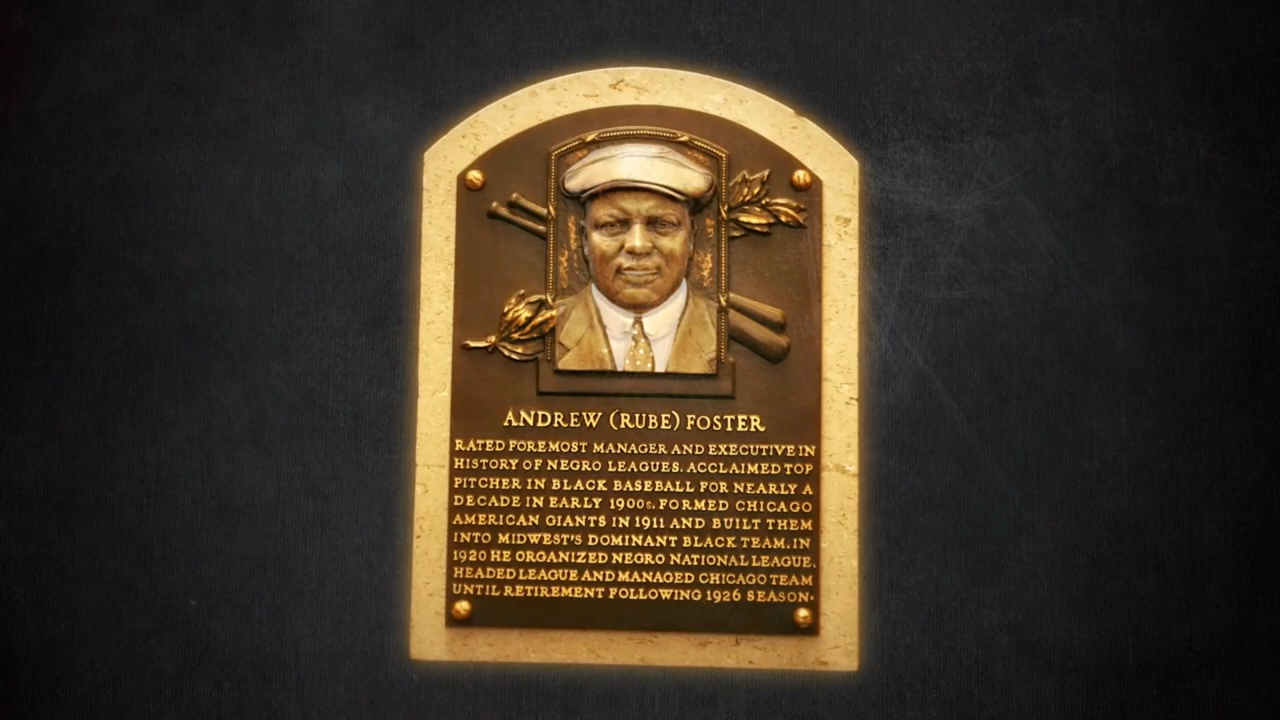 ANDREW (RUBE) FOSTER
RATED FOREMOST MANAGER AND EXECUTIVE IN
HISTORY OF NEGRO LEAGUES. ACCLAIMED TOP
PITCHER IN BLACK BASEBALL FOR NEARLY A
DECADE IN EARLY 1900s. FORMED CHICAGO
AMERICAN GIANTS IN 1911 AND BUILT THEM
INTO MIDWEST'S DOMINANT BLACK TEAM. IN
1920 HE ORGANIZED NEGRO NATIONAL LEAGUE.
HEADED LEAGUE AND MANAGED CHICAGO TEAM
UNTIL RETIREMENT FOLLOWING 1926 SEASON.